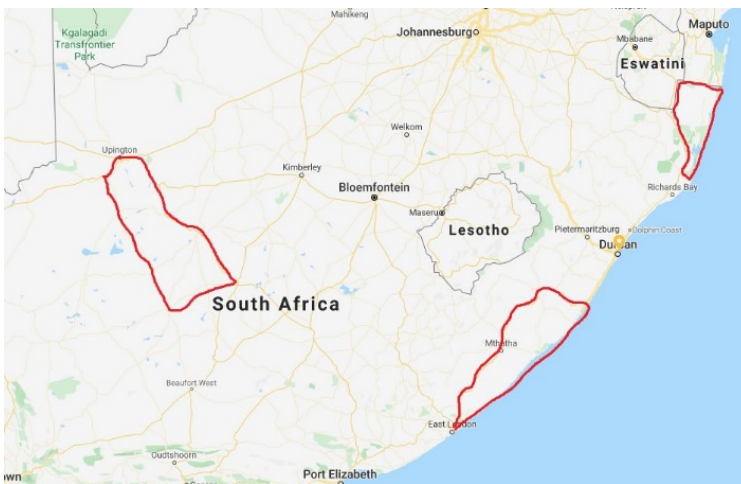 Kgalagadi
Transfrontier
Park
Mahikeng
Johannesburg
Mbabane
Maputo
Eswatini
Welkom
Upington
Kimberley
Bloemfontein
Maseru
Lesotho
Richards Bay
Pietermaritzburg
Dolphin Coast
Durban
South Africa
Mthatha
Beaufort West
East London
Oudtshoorn
Port Elizabeth
own